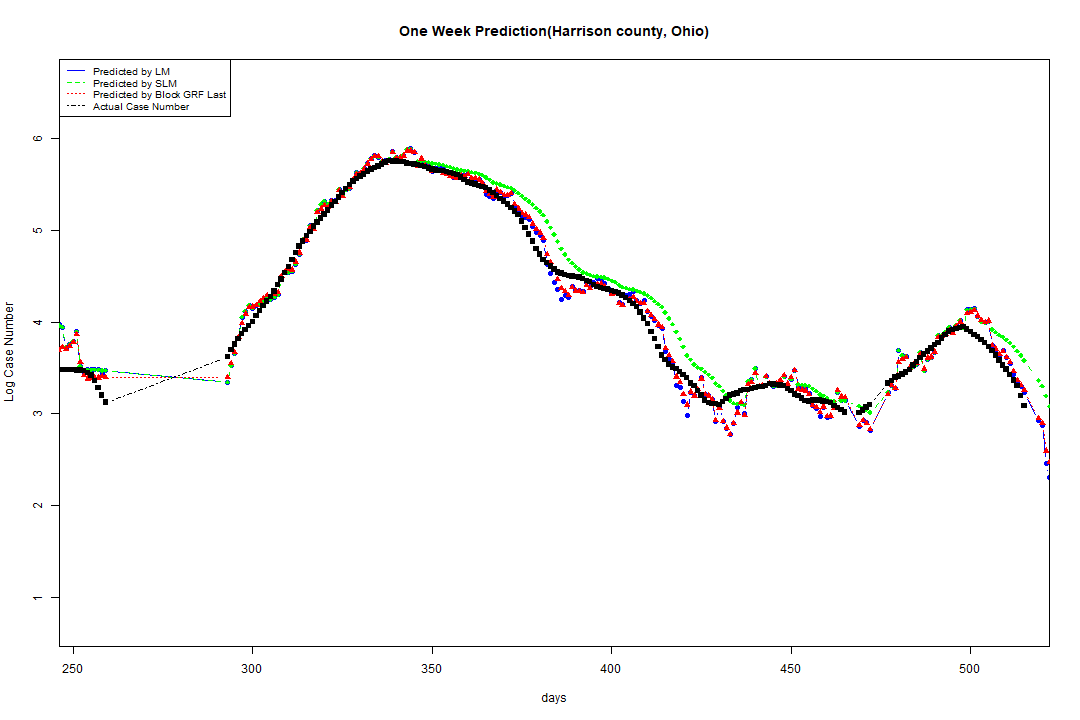 One Week Prediction(Harrison county, Ohio)
Predicted by LM
Predicted by SLM
Predicted by Block GRF Last
Actual Case Number
6
5
4
3
2
1
Log Case Number
250 300 350 400 450 500
days